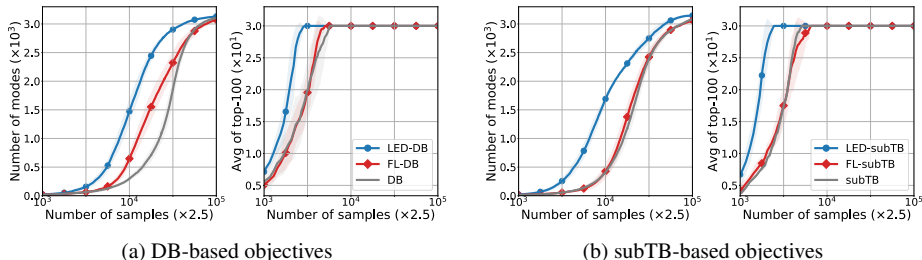 Number of modes (×10³)
3.0
2.5
2.0
1.5
1.0
0.5
0.0
10³ 10⁴ 10⁵
Number of samples (×2.5)
Avg of top-100 (×10¹)
3.0
2.5
2.0
1.5
1.0
0.5
LED-DB
FL-DB
DB
10³ 10⁴ 10⁵
Number of samples (×2.5)
(a) DB-based objectives
Number of modes (×10³)
3.0
2.5
2.0
1.5
1.0
0.5
0.0
10³ 10⁴ 10⁵
Number of samples (×2.5)
Avg of top-100 (×10¹)
3.0
2.5
2.0
1.5
1.0
0.5
LED-subTB
FL-subTB
subTB
10³ 10⁴ 10⁵
Number of samples (×2.5)
(b) subTB-based objectives